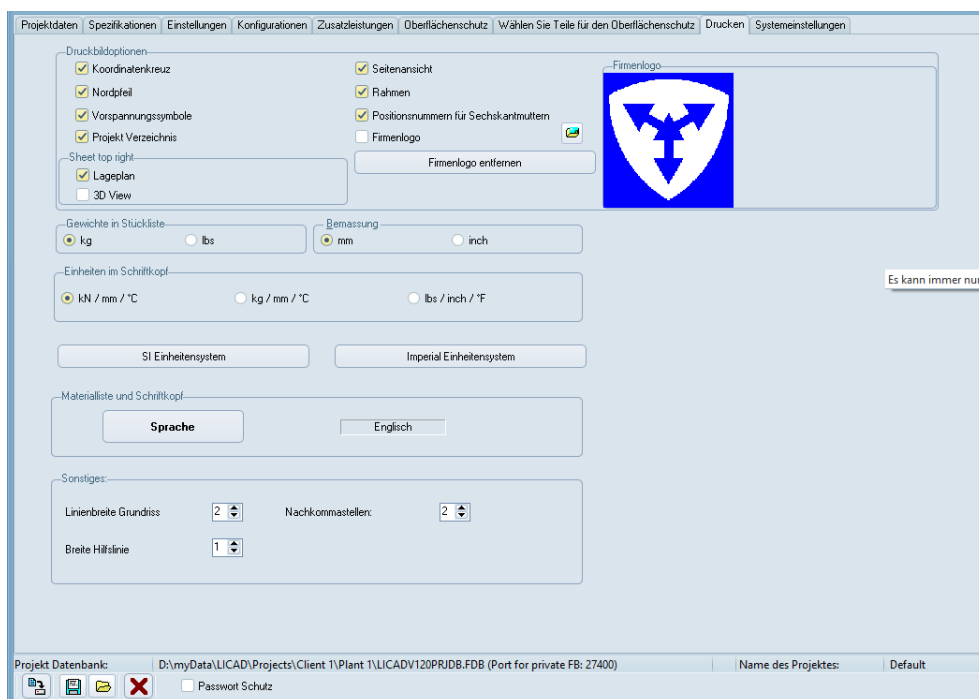 Projektdaten Spezifikationen Einstellungen Konfigurationen Zusatzleistungen Oberflächenschutz Wählen Sie Teile für den Oberflächenschutz Drucken Systemeinstellungen
Druckbildoptionen
Koordinatenkreuz
Nordpfeil
Vorspannungssymbole
Projekt Verzeichnis
Seitenansicht
Rahmen
Positionsnummern für Sechskantmuttern
Firmenlogo
Firmenlogo entfernen
Firmenlogo
Sheet top right
Lageplan
3D View
Gewichte in Stückliste
kg lbs
Bemassung
mm inch
Einheiten im Schriftkopf
kN / mm / °C kg / mm / °C lbs / inch / °F
Es kann immer nur
SI Einheitensystem Imperial Einheitensystem
Materialliste und Schriftkopf
Sprache Englisch
Sonstiges:
Linienbreite Grundriss 2 Nachkommastellen: 2
Breite Hilfslinie 1
Projekt Datenbank: D:\myData\LICAD\Projects\Client 1\Plant 1\LICADV120PRJDB.FDB (Port for private FB: 27400) Name des Projektes: Default
Passwort Schutz